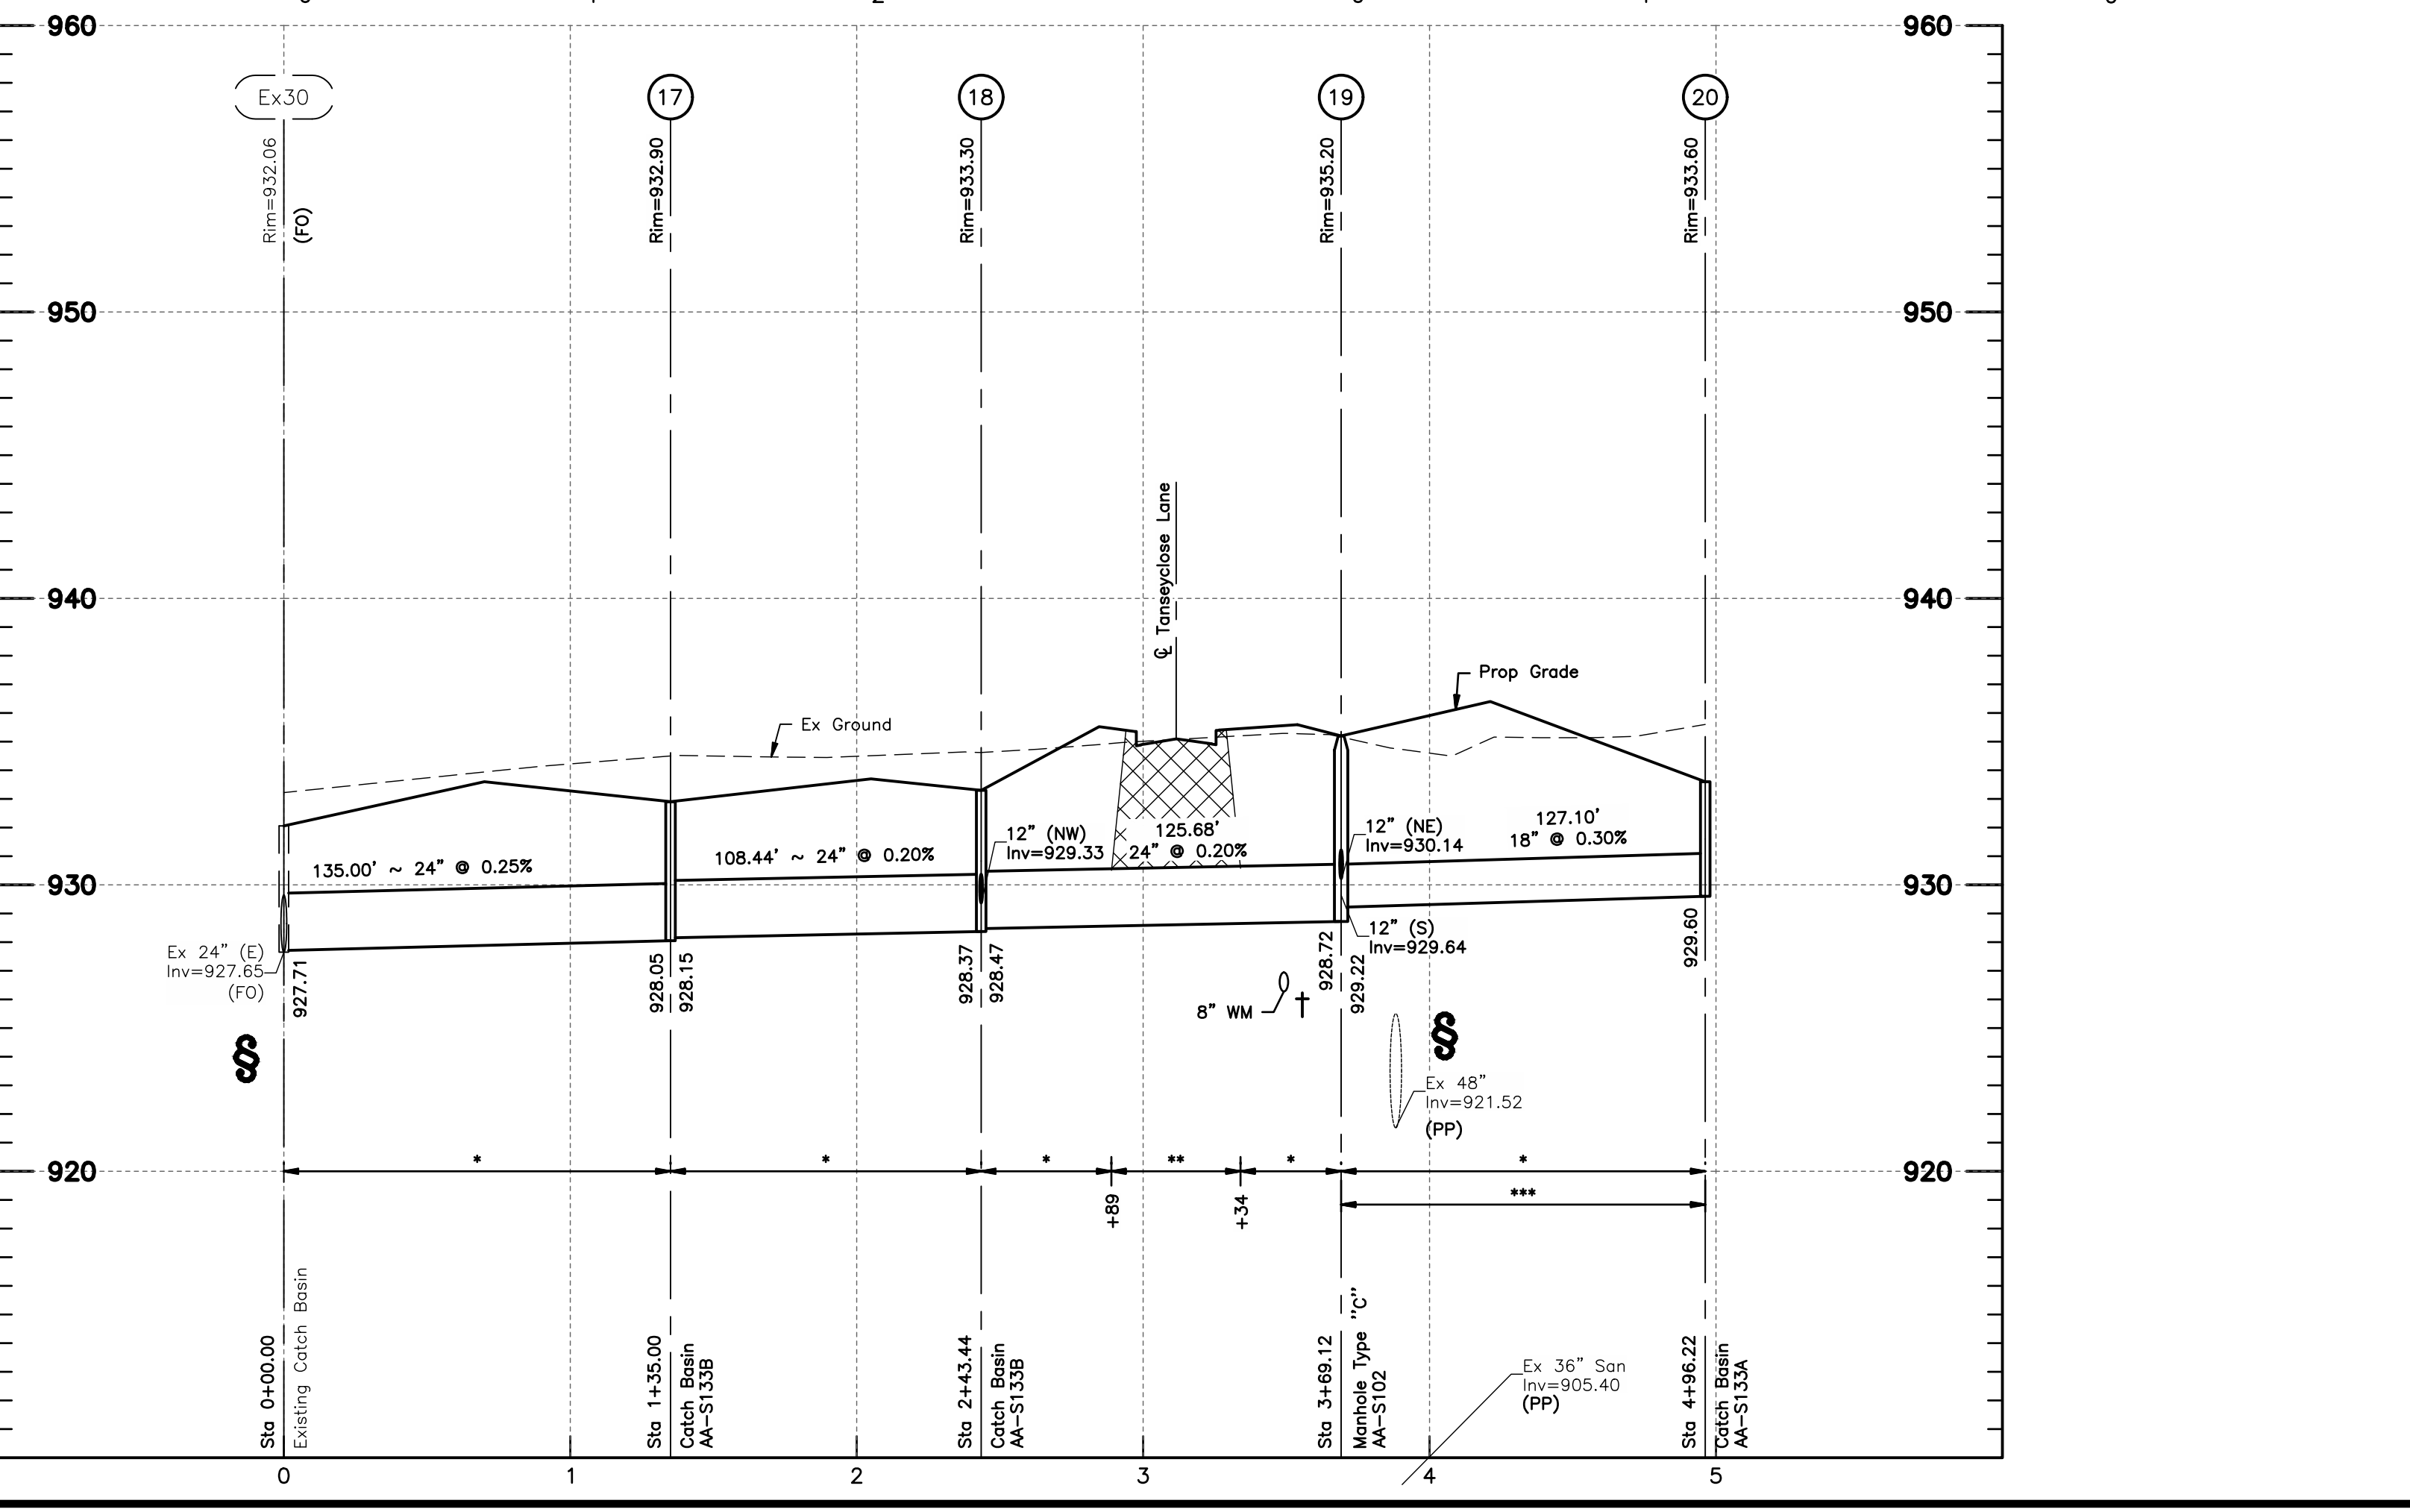 960
960
Ex30
17
18
19
20
Rim=932.06
(FO)
Rim=932.90
Rim=933.30
Rim=935.20
Rim=933.60
950
950
℄ Tanseyclose Lane
940
940
Prop Grade
Ex Ground
135.00' ~ 24" @ 0.25%
108.44' ~ 24" @ 0.20%
12" (NW)
Inv=929.33
125.68'
24" @ 0.20%
12" (NE)
Inv=930.14
127.10'
18" @ 0.30%
930
930
Ex 24" (E)
Inv=927.65
(FO)
927.71
928.05
928.15
928.37
928.47
928.72
929.22
12" (S)
Inv=929.64
929.60
8" WM
§
§
Ex 48"
Inv=921.52
(PP)
920
920
*
*
*
**
*
*
***
+89
+34
Sta 0+00.00
Existing Catch Basin
Sta 1+35.00
Catch Basin
AA-S133B
Sta 2+43.44
Catch Basin
AA-S133B
Sta 3+69.12
Manhole Type "C"
AA-S102
Ex 36" San
Inv=905.40
(PP)
Sta 4+96.22
Catch Basin
AA-S133A
0
1
2
3
4
5